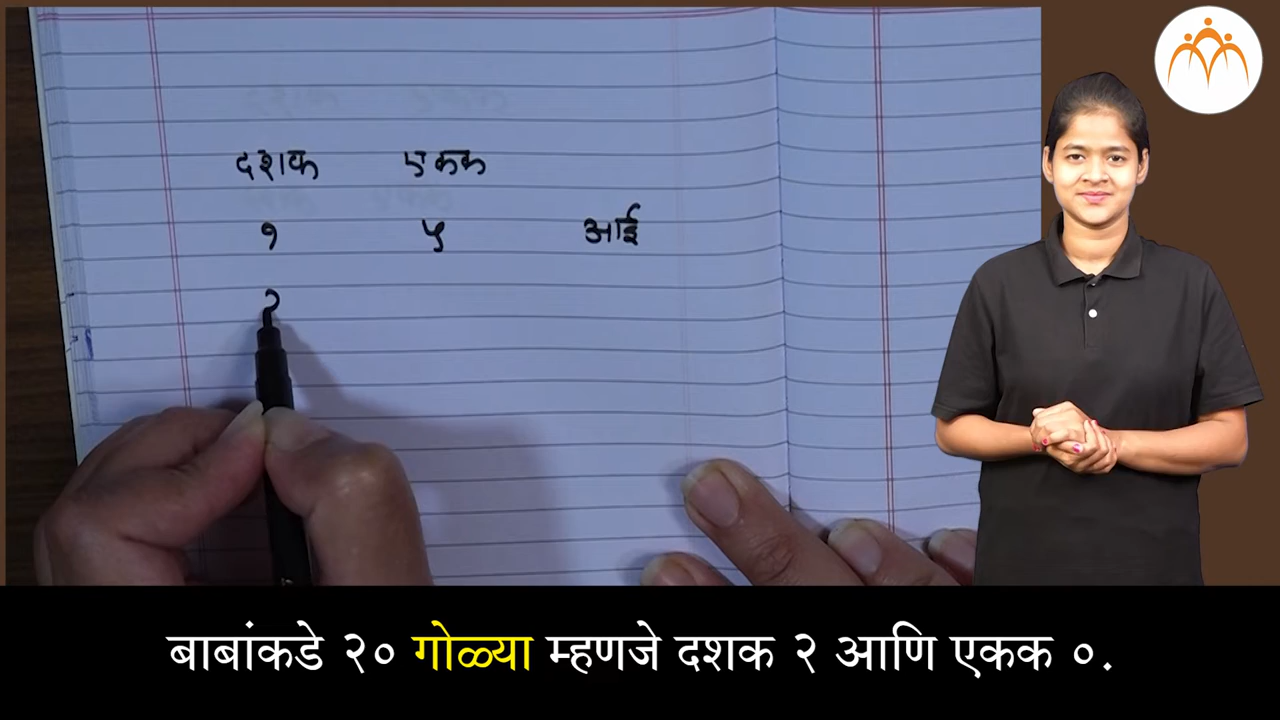 दशक एकक
१ ५ आई
२
बाबांकडे २० गोळ्या म्हणजे दशक २ आणि एकक ०.